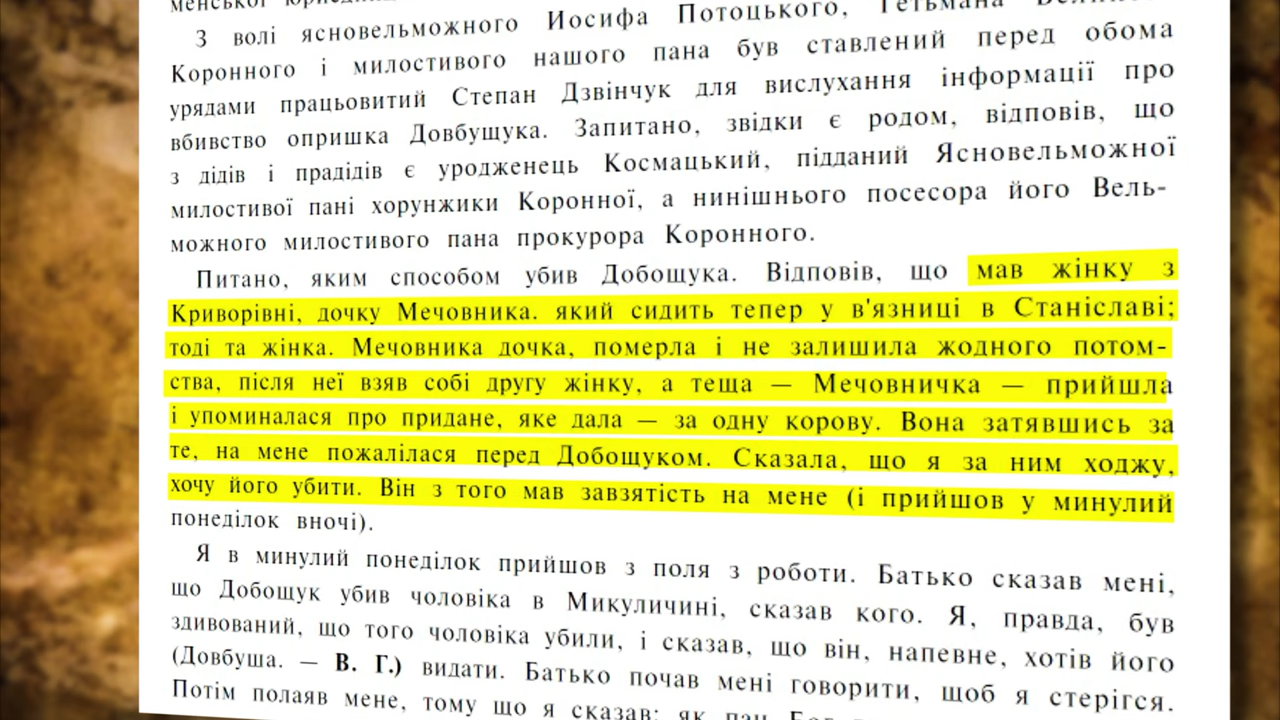 менської
З волі ясновельможного Иосифа Потоцького, Гетьмана
Коронного і милостивого нашого пана був ставлений перед обома
урядами працьовитий Степан Дзвінчук для вислухання інформації про
вбивство опришка Довбущука. Запитано, звідки є родом, відповів, що
з дідів і прадідів є уродженець Космацький, підданий Ясновельможної
милостивої пані хорунжики Коронної, а нинішнього посесора його Вель-
можного милостивого пана прокурора Коронного.
Питано, яким способом убив Добощука. Відповів, що мав жінку з
Криворівні, дочку Мечовника. який сидить тепер у в'язниці в Станіславі;
тоді та жінка. Мечовника дочка, померла і не залишила жодного потом-
ства, після неї взяв собі другу жінку, а теща — Мечовничка — прийшла
і упоминалася про придане, яке дала — за одну корову. Вона затявшись за
те, на мене пожалілася перед Добощуком. Сказала, що я за ним ходжу,
хочу його убити. Він з того мав завзятість на мене (і прийшов у минулий
понеділок вночі).
Я в минулий понеділок прийшов з поля з роботи. Батько сказав мені,
що Добощук убив чоловіка в Микуличині, сказав кого. Я, правда, був
здивований, що того чоловіка убили, і сказав, що він, напевне, хотів його
(Довбуша. — В. Г.) видати. Батько почав мені говорити, щоб я стерігся.
Потім полаяв мене, тому що я сказав: як пан Бог